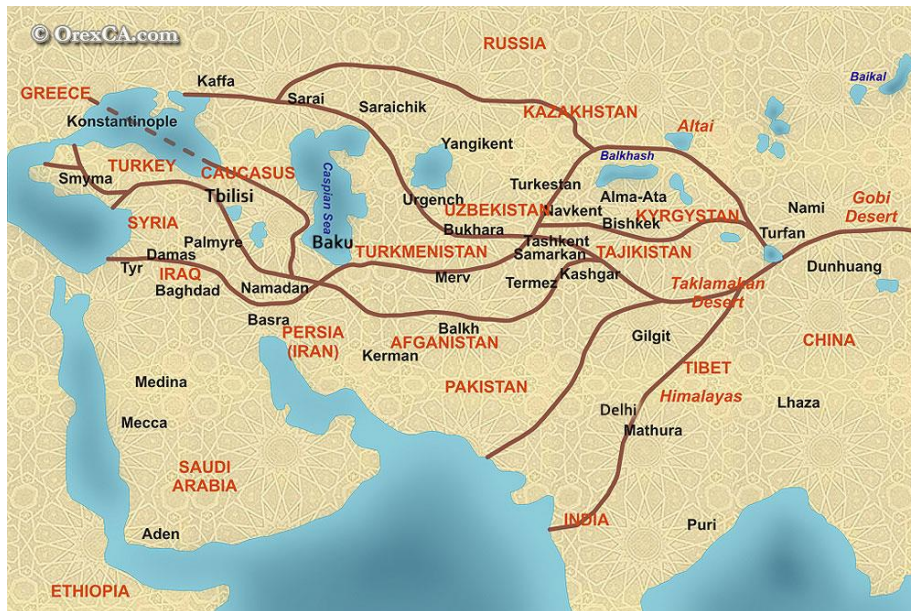 © OrexCA.com
RUSSIA
Baikal
Kaffa
GREECE
Sarai
Saraichik
KAZAKHSTAN
Konstantinople
Altai
Yangikent
Balkhash
TURKEY
CAUCASUS
Smyrna
Caspian Sea
Turkestan
Tbilisi
Urgench
Alma-Ata
Gobi
Desert
UZBEKISTAN
Navkent
KYRGYSTAN
Nami
SYRIA
Bishkek
Bukhara
Turfan
Palmyre
Baku
Tashkent
Damas
TURKMENISTAN
Samarkan
TAJIKISTAN
Tyr
IRAQ
Merv
Kashgar
Dunhuang
Baghdad
Namadan
Termez
Taklamakan
Desert
Basra
PERSIA
(IRAN)
Balkh
Gilgit
AFGANISTAN
CHINA
Kerman
TIBET
Medina
PAKISTAN
Himalayas
Lhaza
Delhi
Mecca
Mathura
SAUDI
ARABIA
INDIA
Puri
Aden
ETHIOPIA